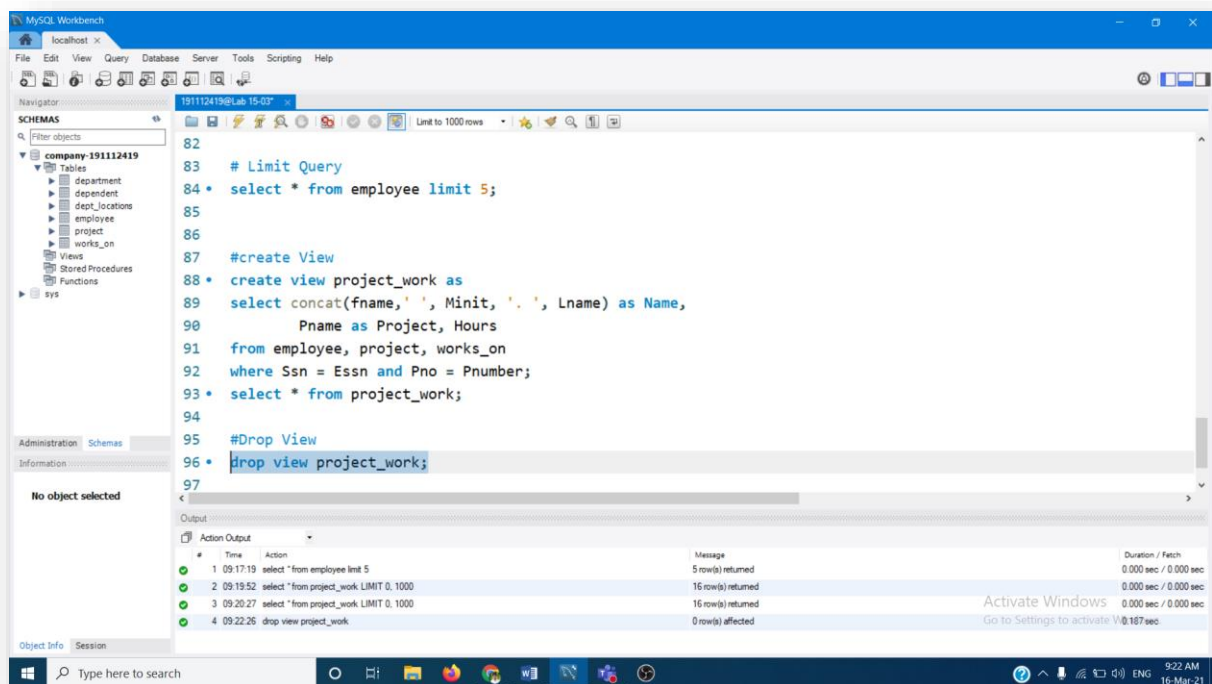 MySQL Workbench
localhost ×
File Edit View Query Database Server Tools Scripting Help
Navigator
SCHEMAS
Filter objects
company-191112419
Tables
department
dependent
dept_locations
employee
project
works_on
Views
Stored Procedures
Functions
sys
Administration Schemas
Information
No object selected
Object Info Session
191112419@Lab 15-03* ×
Limit to 1000 rows
82
83 # Limit Query
84 select * from employee limit 5;
85
86
87 #create View
88 create view project_work as
89 select concat(fname,' ', Minit, '. ', Lname) as Name,
90 Pname as Project, Hours
91 from employee, project, works_on
92 where Ssn = Essn and Pno = Pnumber;
93 select * from project_work;
94
95 #Drop View
96 drop view project_work;
97
Output
Action Output
# Time Action Message Duration / Fetch
1 09:17:19 select * from employee limit 5 5 row(s) returned 0.000 sec / 0.000 sec
2 09:19:52 select * from project_work LIMIT 0, 1000 16 row(s) returned 0.000 sec / 0.000 sec
3 09:20:27 select * from project_work LIMIT 0, 1000 16 row(s) returned 0.000 sec / 0.000 sec
4 09:22:26 drop view project_work 0 row(s) affected 0.187 sec
Activate Windows
Go to Settings to activate
Type here to search
ENG
9:22 AM
16-Mar-21